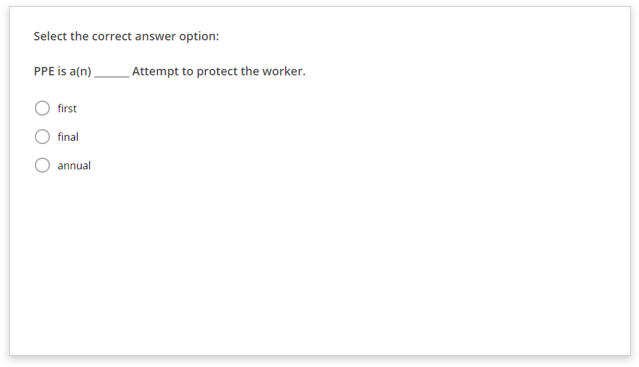 Select the correct answer option:
PPE is a(n) ______ Attempt to protect the worker.
first
final
annual